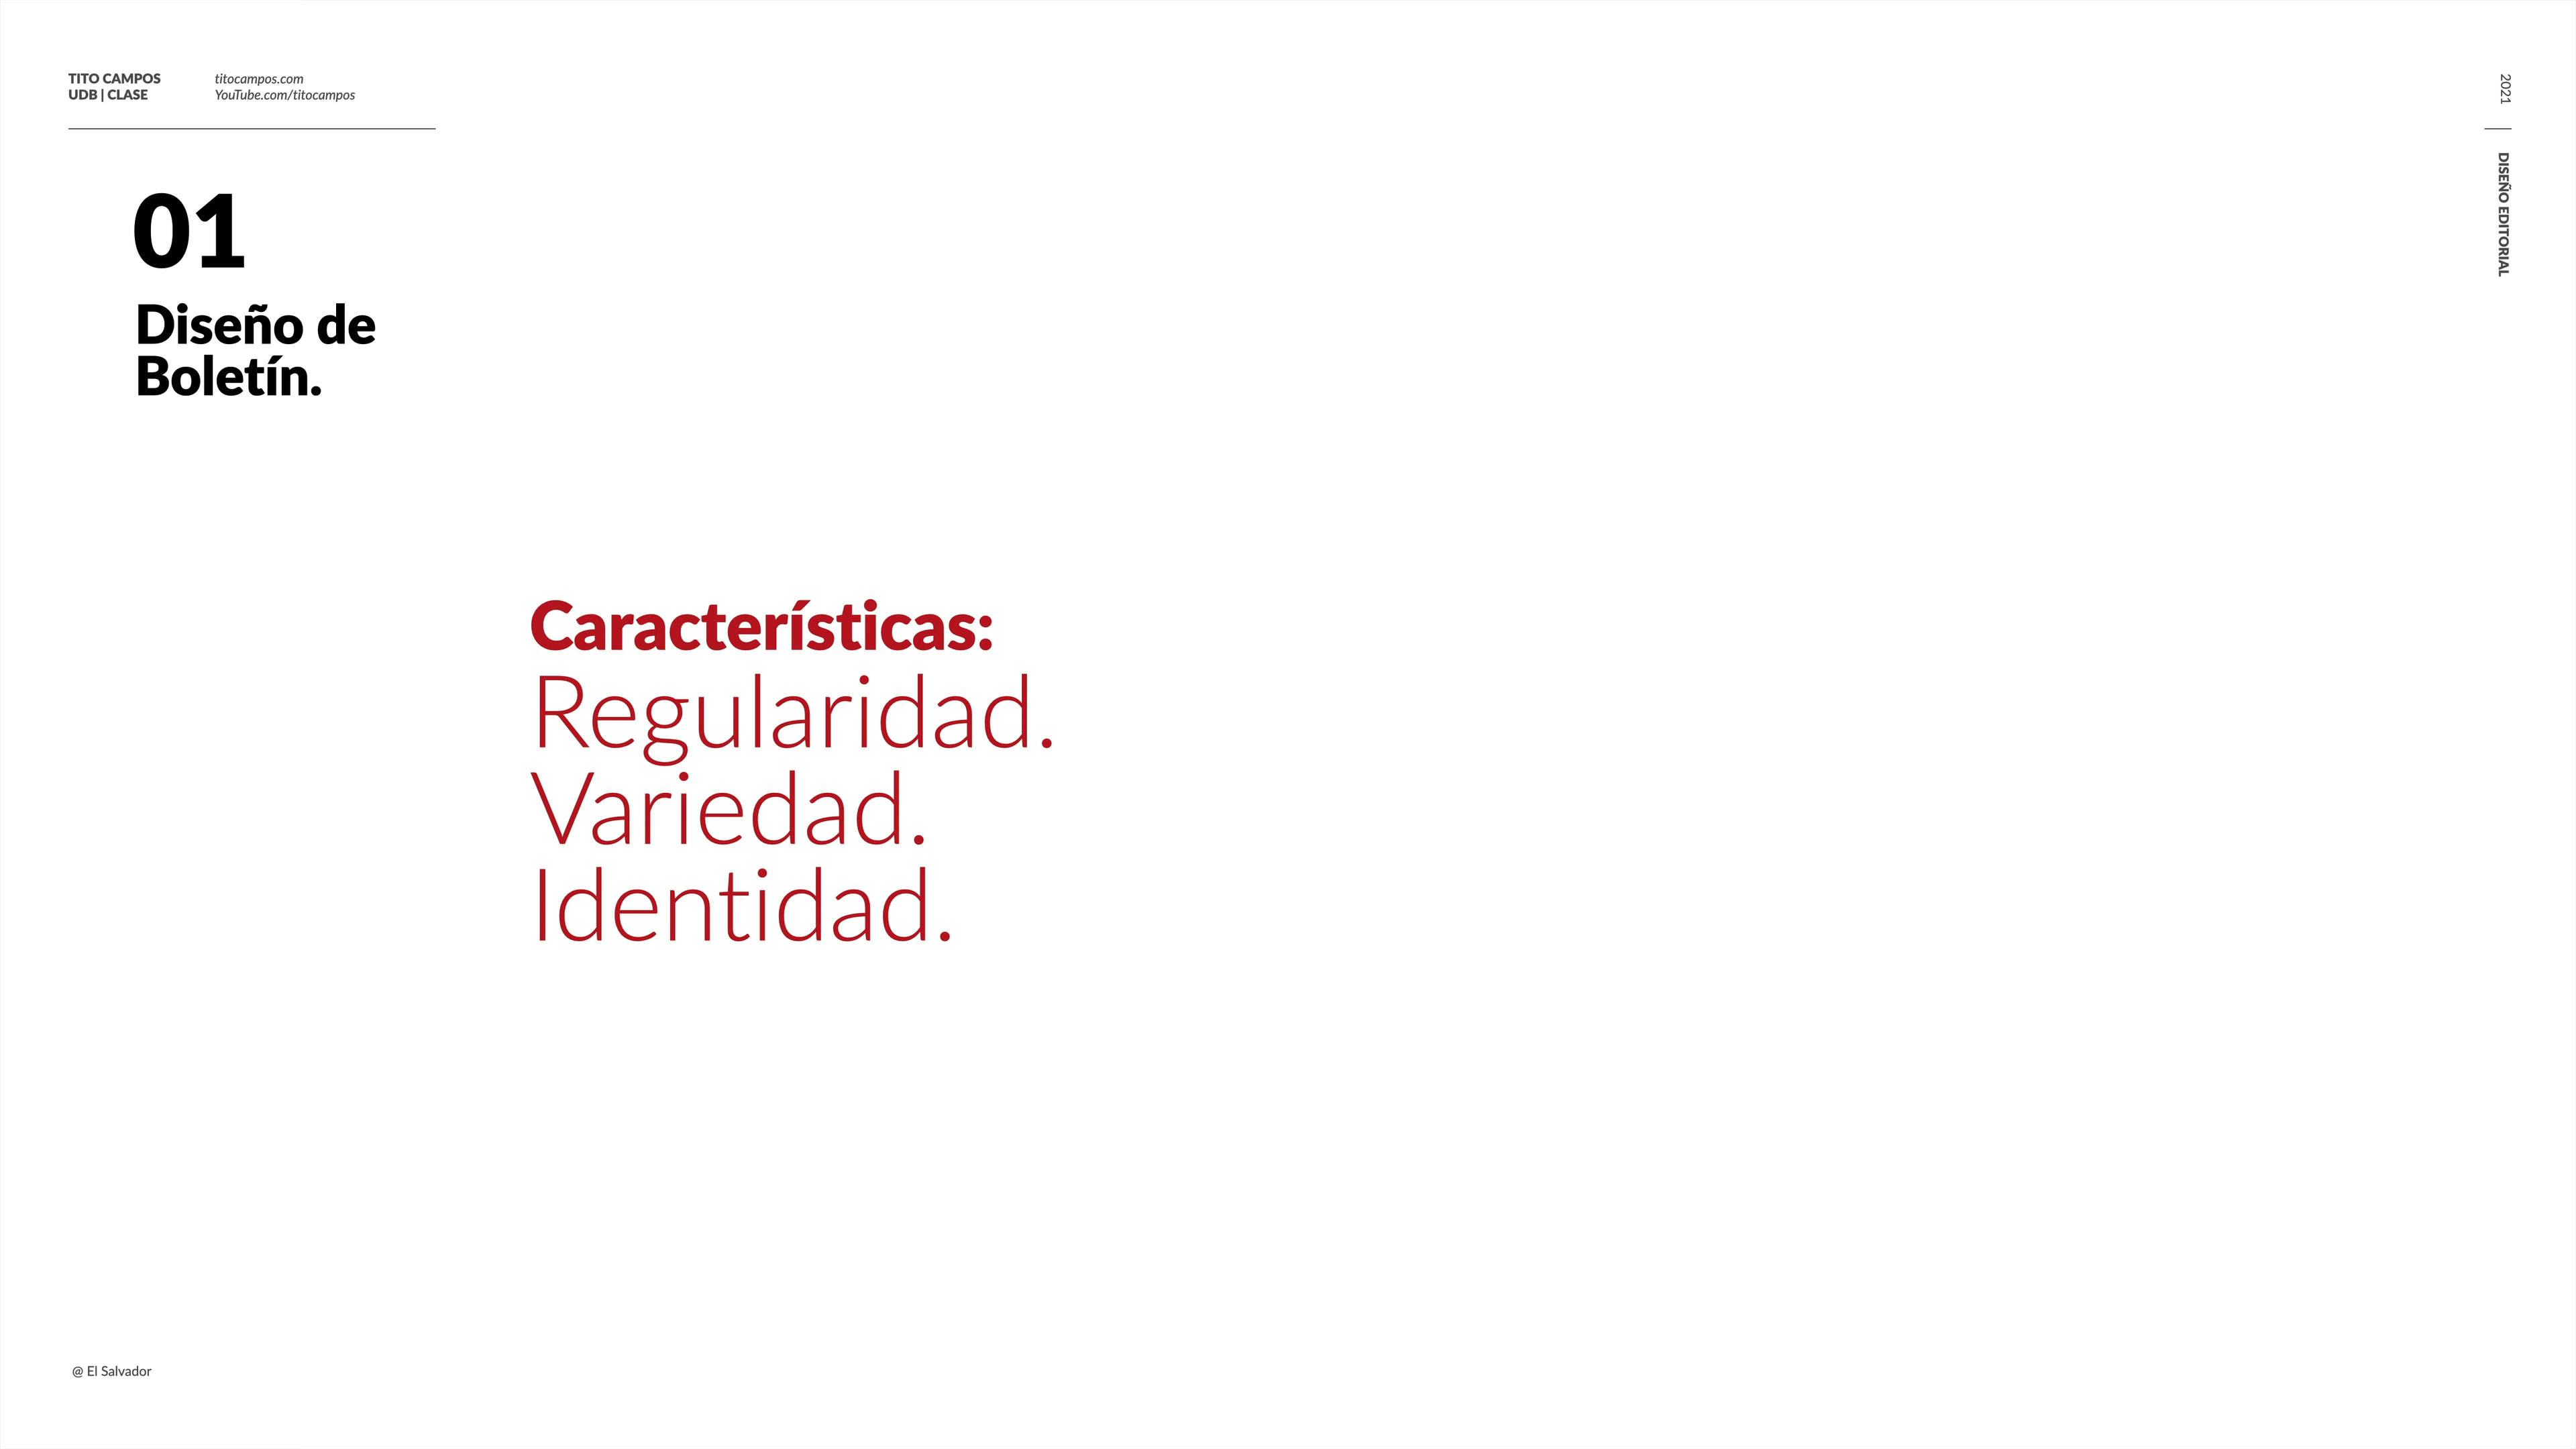 TITO CAMPOS
UDB | CLASE
titocampos.com
YouTube.com/titocampos
2021
DISEÑO EDITORIAL
01
Diseño de
Boletín.
Características:
Regularidad.
Variedad.
Identidad.
@ El Salvador